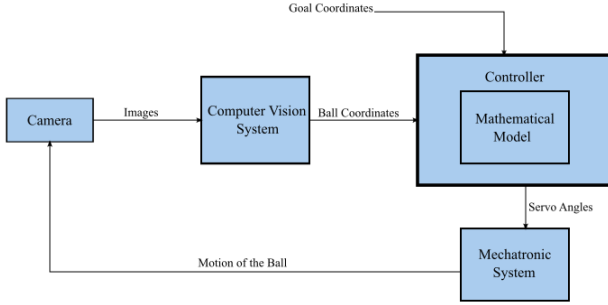 Goal Coordinates
Controller
Camera
Images
Computer Vision
System
Ball Coordinates
Mathematical
Model
Servo Angles
Motion of the Ball
Mechatronic
System